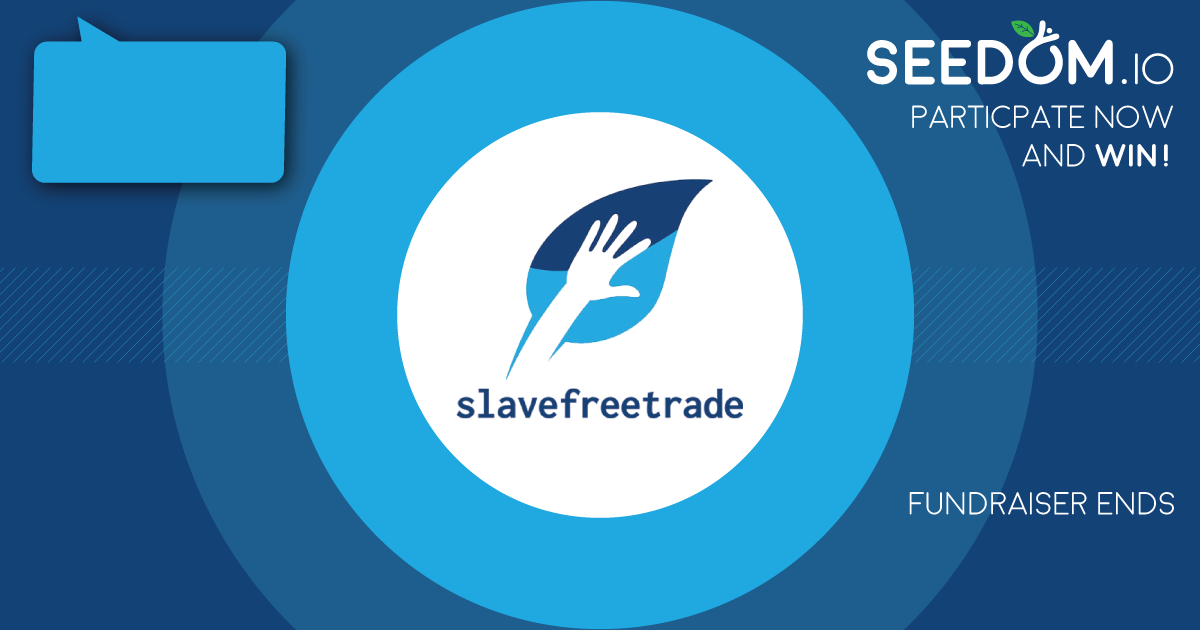 SEEDOM.IO
PARTICPATE NOW
AND WIN!
slavefreetrade
FUNDRAISER ENDS